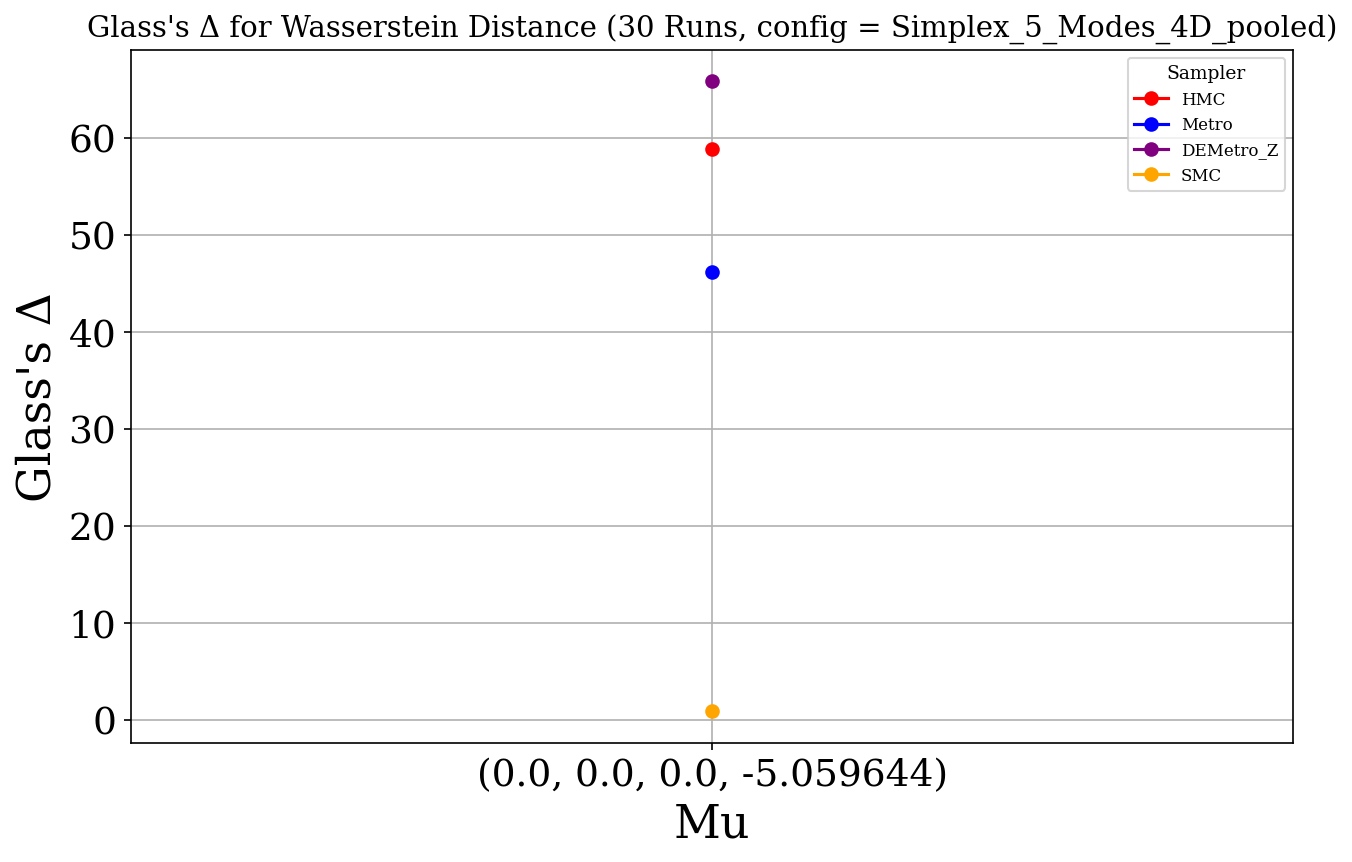 Glass's Δ for Wasserstein Distance (30 Runs, config = Simplex_5_Modes_4D_pooled)
Sampler
HMC
Metro
DEMetro_Z
SMC
60
50
40
30
20
10
0
Glass's Δ
(0.0, 0.0, 0.0, -5.059644)
Mu